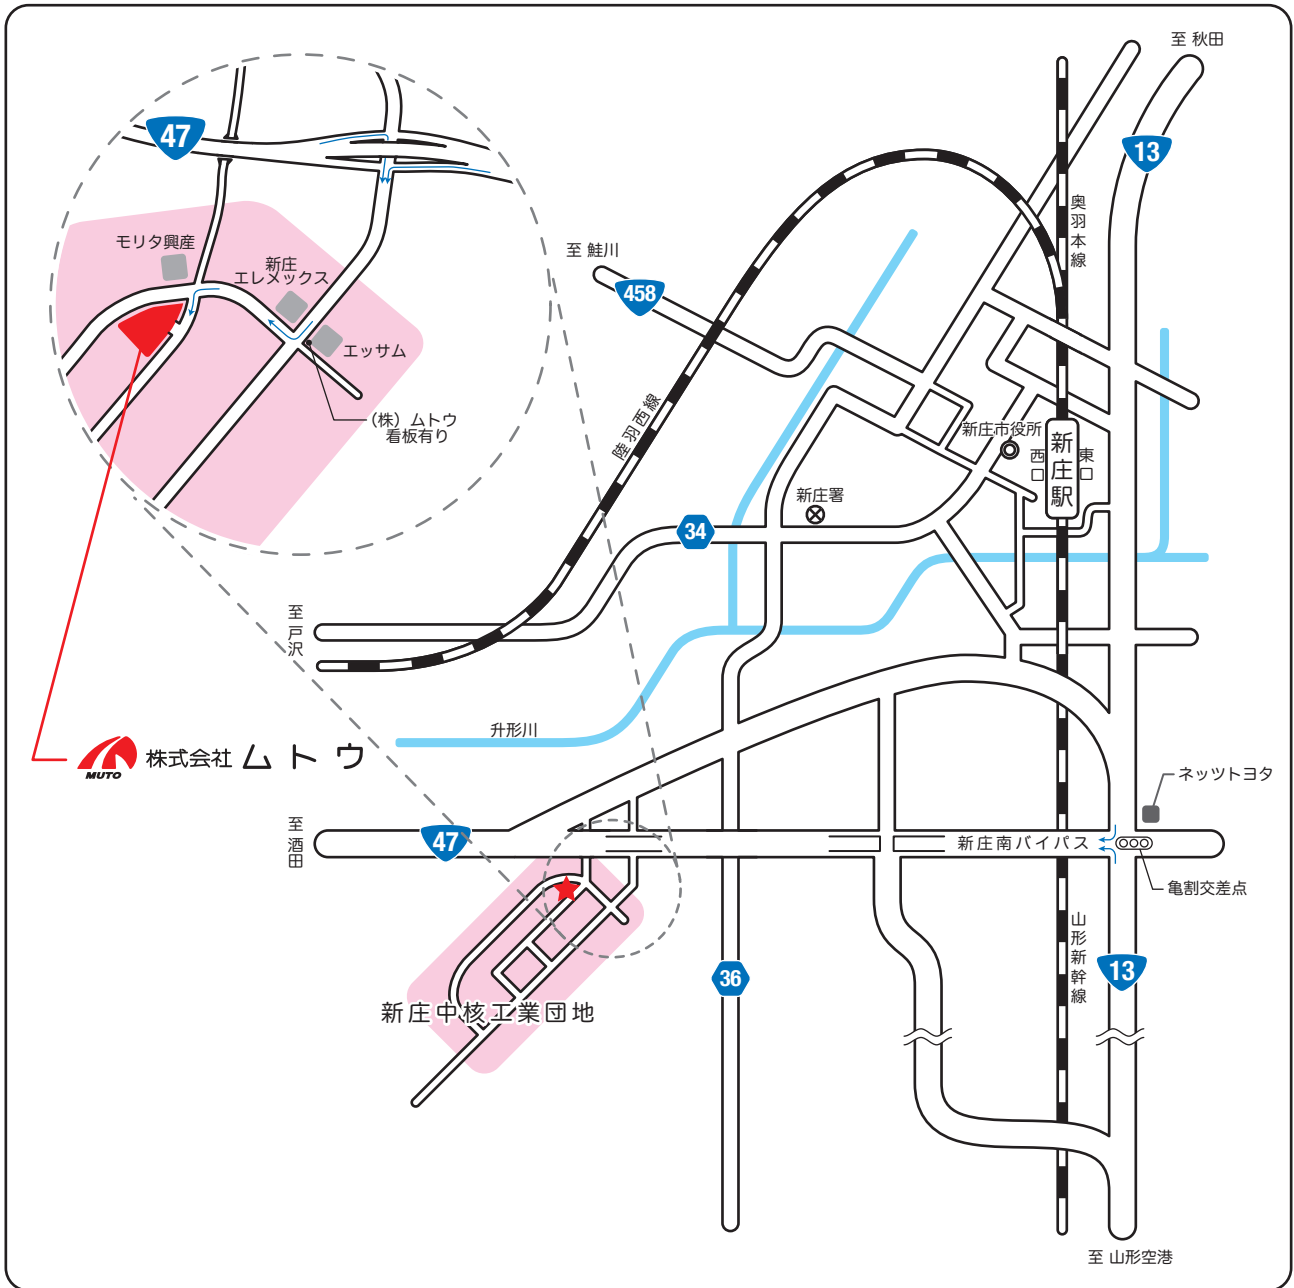 至 秋田
47
13
奥羽本線
モリタ興産
新庄
エレメックス
至 鮭川
458
エッサム
(株) ムトウ
看板有り
陸羽西線
新庄市役所
西口
新庄駅
東口
新庄署
34
至戸沢
升形川
MUTO
株式会社 ムトウ
ネッツトヨタ
至酒田
47
新庄南バイパス
亀割交差点
山形新幹線
36
13
新庄中核工業団地
至 山形空港